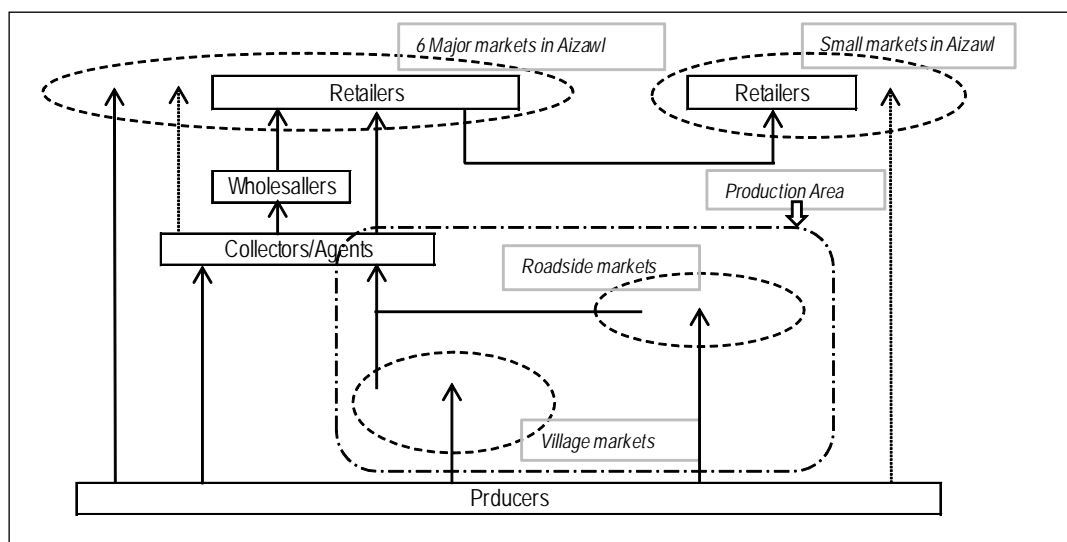 6 Major markets in Aizawl
Small markets in Aizawl
Retailers
Retailers
Wholesallers
Production Area
Collectors/Agents
Roadside markets
Village markets
Prducers